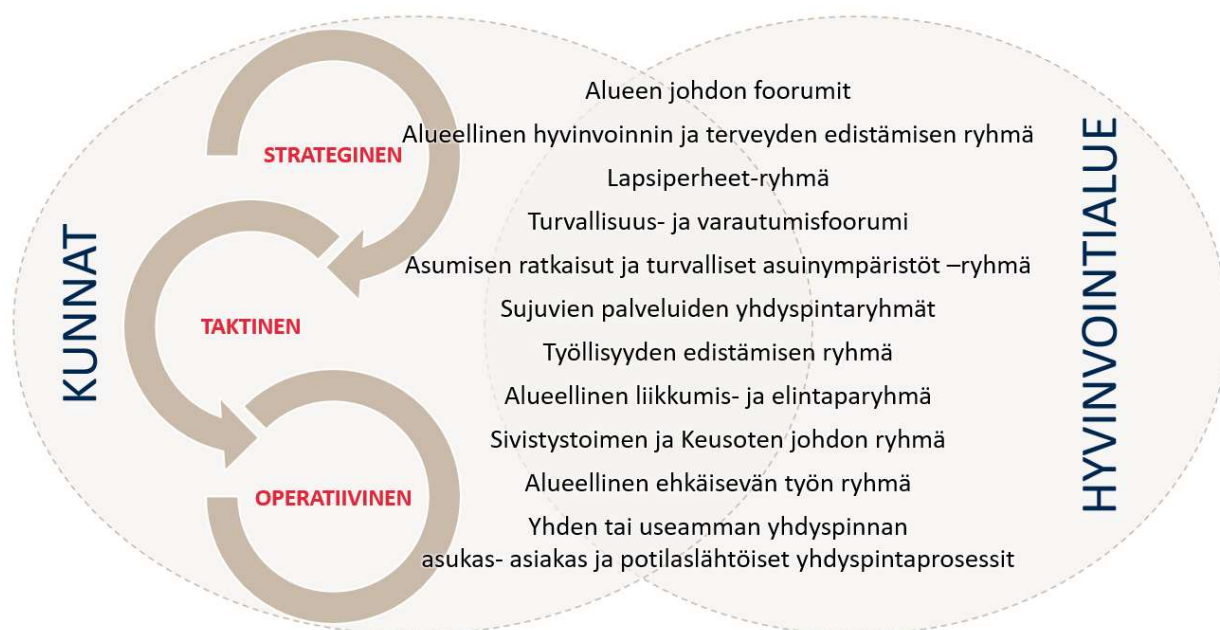 KUNNAT
STRATEGINEN
TAKTINEN
OPERATIIVINEN
Alueen johdon foorumit
Alueellinen hyvinvoinnin ja terveyden edistämisen ryhmä
Lapsiperheet-ryhmä
Turvallisuus- ja varautumisfoorumi
Asumisen ratkaisut ja turvalliset asuinympäristöt –ryhmä
Sujuvien palveluiden yhdyspintaryhmät
Työllisyyden edistämisen ryhmä
Alueellinen liikkumis- ja elintaparyhmä
Sivistystoimen ja Keusoten johdon ryhmä
Alueellinen ehkäisevän työn ryhmä
Yhden tai useamman yhdyspinnan
asukas- asiakas ja potilaslähtöiset yhdyspintaprosessit
HYVINVOINTIALUE